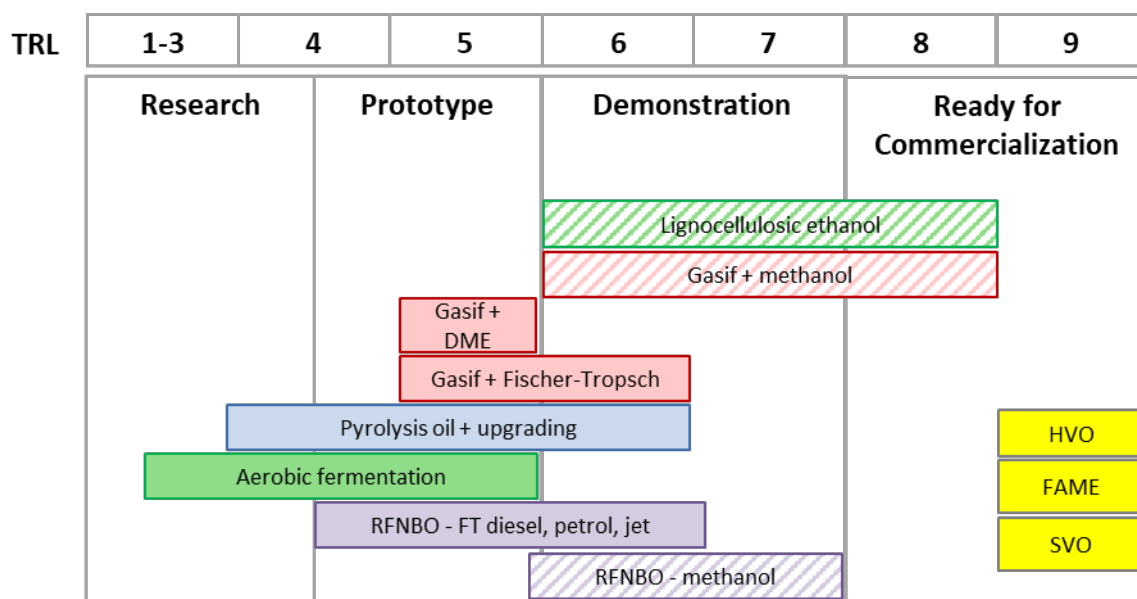 TRL 1-3 4 5 6 7 8 9
Research Prototype Demonstration Ready for
Commercialization
Lignocellulosic ethanol
Gasif + methanol
Gasif +
DME
Gasif + Fischer-Tropsch
Pyrolysis oil + upgrading
HVO
Aerobic fermentation
FAME
RFNBO - FT diesel, petrol, jet
SVO
RFNBO - methanol